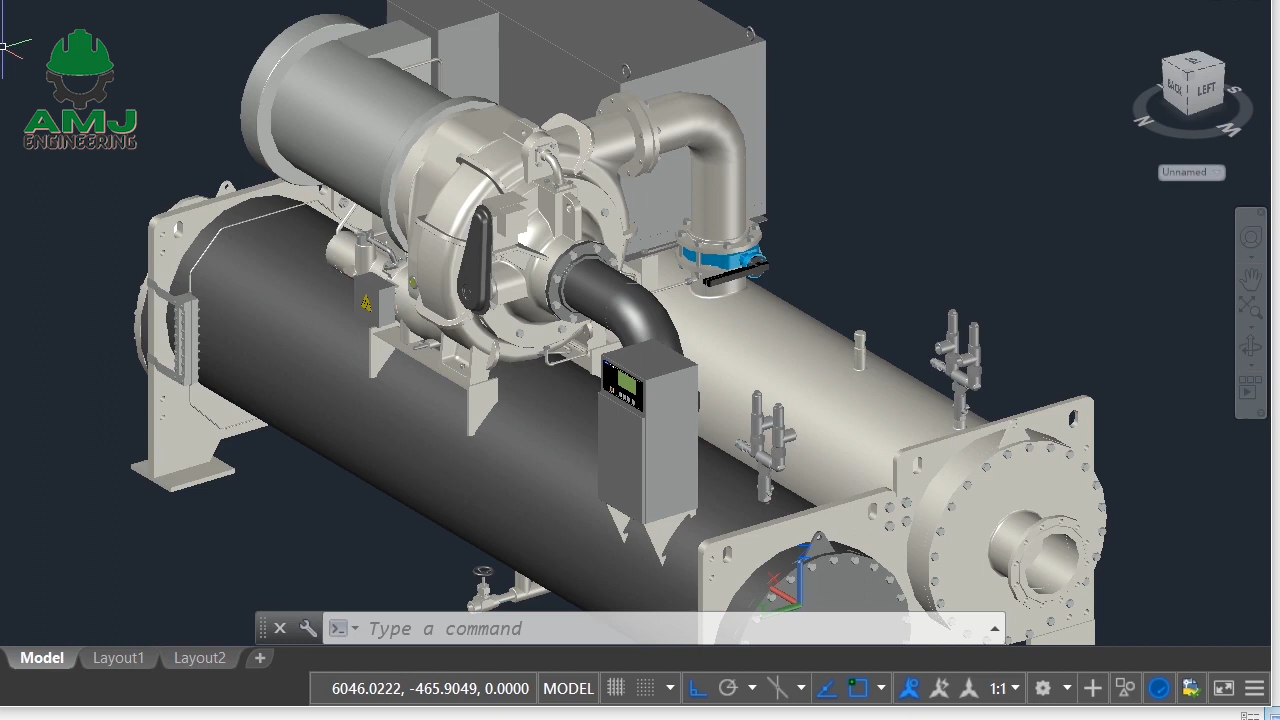 AMJ
ENGINEERING
BACK
LEFT
N
S
Unnamed
Type a command
Model
Layout1
Layout2
+
6046.0222, -465.9049, 0.0000
MODEL
1:1